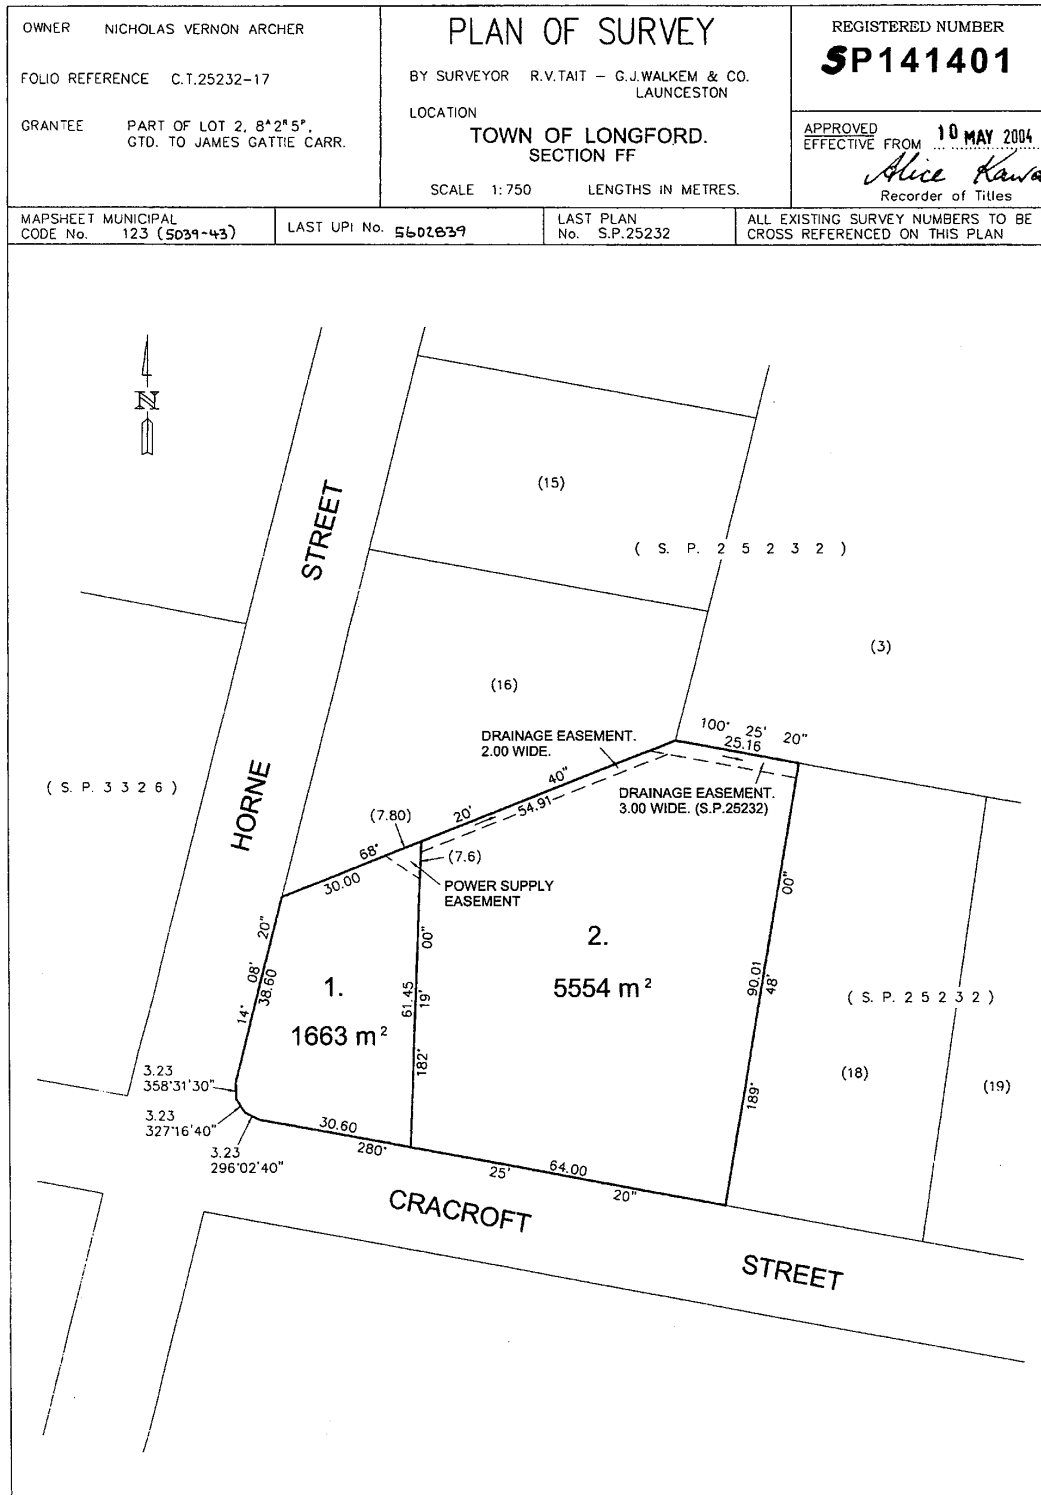 OWNER NICHOLAS VERNON ARCHER
FOLIO REFERENCE C.T.25232-17
GRANTEE PART OF LOT 2, 8ᴬ2ᴿ5ᴾ,
GTD. TO JAMES GATTIE CARR.
PLAN OF SURVEY
BY SURVEYOR R.V.TAIT – G.J.WALKEM & CO.
LAUNCESTON
LOCATION
TOWN OF LONGFORD.
SECTION FF
SCALE 1:750 LENGTHS IN METRES.
REGISTERED NUMBER
SP141401
APPROVED
EFFECTIVE FROM 10 MAY 2004
Alice
Recorder of Titles
MAPSHEET MUNICIPAL
CODE No. 123 (5039-43)
LAST UPI No. 5602839
LAST PLAN
No. S.P.25232
ALL EXISTING SURVEY NUMBERS TO BE
CROSS REFERENCED ON THIS PLAN
N
STREET
(15)
( S. P. 2 5 2 3 2 )
(3)
(16)
100° 25' 20"
25.16
DRAINAGE EASEMENT.
2.00 WIDE.
( S. P. 3 3 2 6 )
HORNE
DRAINAGE EASEMENT.
3.00 WIDE. (S.P.25232)
68° 20' 40"
54.91
(7.80)
(7.6)
30.00
POWER SUPPLY
EASEMENT
14° 08' 20"
38.60
182° 19' 00"
61.45
1.
1663 m²
2.
5554 m²
189° 48' 00"
90.01
( S. P. 2 5 2 3 2 )
(18)
(19)
3.23
358°31'30"
3.23
327°16'40"
3.23
296°02'40"
30.60
280° 25' 20"
64.00
CRACROFT
STREET